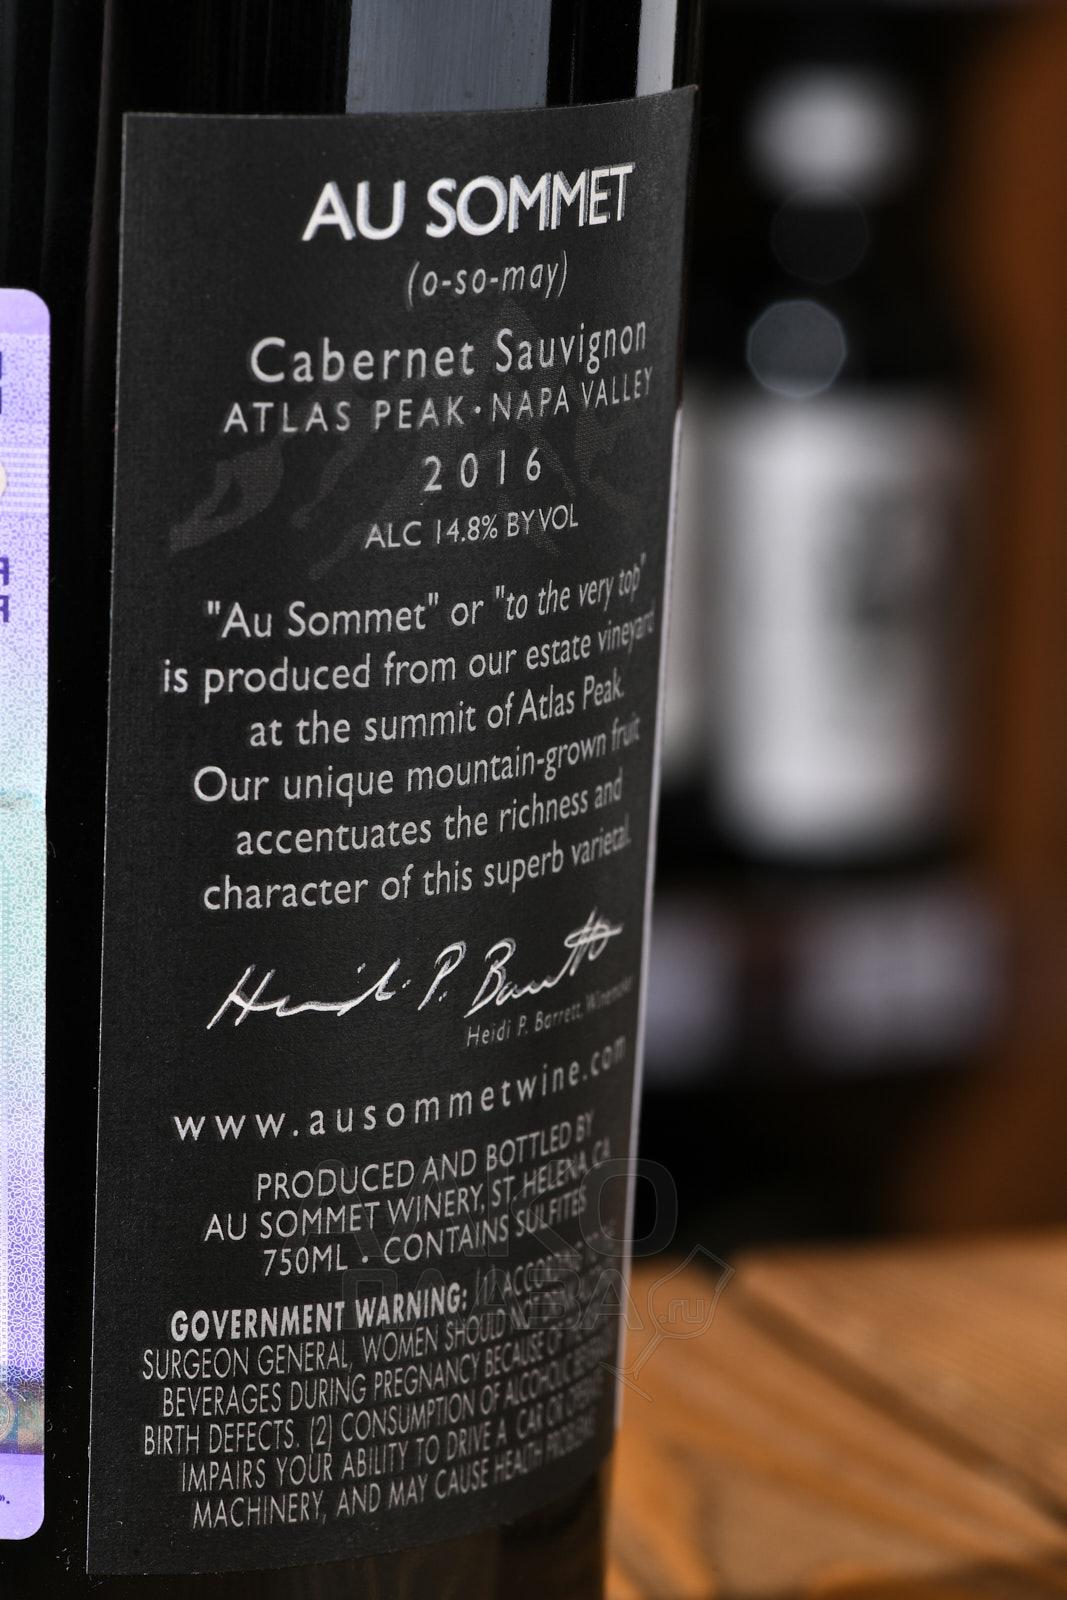 AU SOMMET
(o-so-may)
Cabernet Sauvignon
ATLAS PEAK • NAPA VALLEY
2016
ALC 14.8% BY VOL
"Au Sommet" or "to the very top"
is produced from our estate vineyard
at the summit of Atlas Peak.
Our unique mountain-grown fruit
accentuates the richness and
character of this superb varietal.
Heidi P. Barrett
Heidi P. Barrett, Winemaker
www.ausommetwine.com
PRODUCED AND BOTTLED BY
AU SOMMET WINERY, ST. HELENA, CA
750ML • CONTAINS SULFITES
GOVERNMENT WARNING: (1) ACCORDING
SURGEON GENERAL, WOMEN SHOULD NOT
BEVERAGES DURING PREGNANCY BECAUSE OF
BIRTH DEFECTS. (2) CONSUMPTION OF ALCOHOLIC
IMPAIRS YOUR ABILITY TO DRIVE A CAR OR
MACHINERY, AND MAY CAUSE HEALTH PROBLEMS